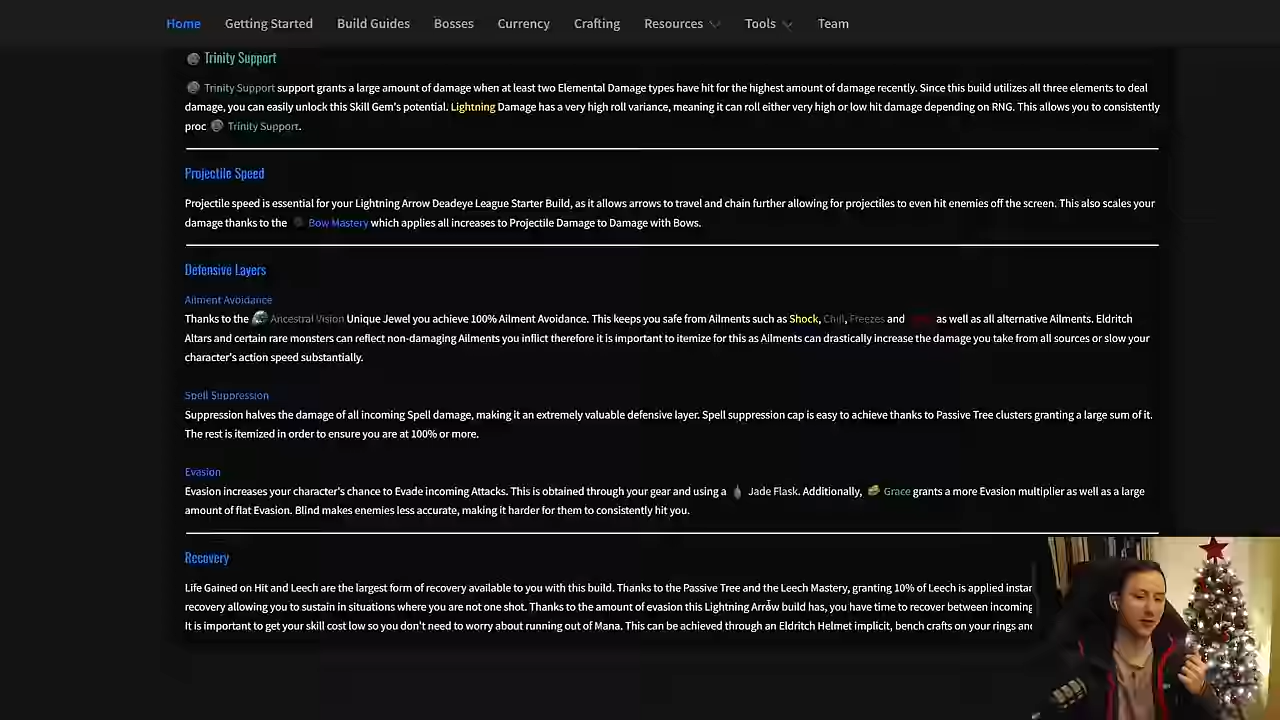 Home Getting Started Build Guides Bosses Currency Crafting Resources Tools Team
Trinity Support
Trinity Support support grants a large amount of damage when at least two Elemental Damage types have hit for the highest amount of damage recently. Since this build utilizes all three elements to deal
damage, you can easily unlock this Skill Gem's potential. Lightning Damage has a very high roll variance, meaning it can roll either very high or low hit damage depending on RNG. This allows you to consistently
proc Trinity Support.
Projectile Speed
Projectile speed is essential for your Lightning Arrow Deadeye League Starter Build, as it allows arrows to travel and chain further allowing for projectiles to even hit enemies off the screen. This also scales your
damage thanks to the Bow Mastery which applies all increases to Projectile Damage to Damage with Bows.
Defensive Layers
Ailment Avoidance
Thanks to the Ancestral Vision Unique Jewel you achieve 100% Ailment Avoidance. This keeps you safe from Ailments such as Shock, Chill, Freezes and as well as all alternative Ailments. Eldritch
Altars and certain rare monsters can reflect non-damaging Ailments you inflict therefore it is important to itemize for this as Ailments can drastically increase the damage you take from all sources or slow your
character's action speed substantially.
Spell Suppression
Suppression halves the damage of all incoming Spell damage, making it an extremely valuable defensive layer. Spell suppression cap is easy to achieve thanks to Passive Tree clusters granting a large sum of it.
The rest is itemized in order to ensure you are at 100% or more.
Evasion
Evasion increases your character's chance to Evade incoming Attacks. This is obtained through your gear and using a Jade Flask. Additionally, Grace grants a more Evasion multiplier as well as a large
amount of flat Evasion. Blind makes enemies less accurate, making it harder for them to consistently hit you.
Recovery
Life Gained on Hit and Leech are the largest form of recovery available to you with this build. Thanks to the Passive Tree and the Leech Mastery, granting 10% of Leech is applied instan
recovery allowing you to sustain in situations where you are not one shot. Thanks to the amount of evasion this Lightning Arrow build has, you have time to recover between incoming
It is important to get your skill cost low so you don't need to worry about running out of Mana. This can be achieved through an Eldritch Helmet implicit, bench crafts on your rings and